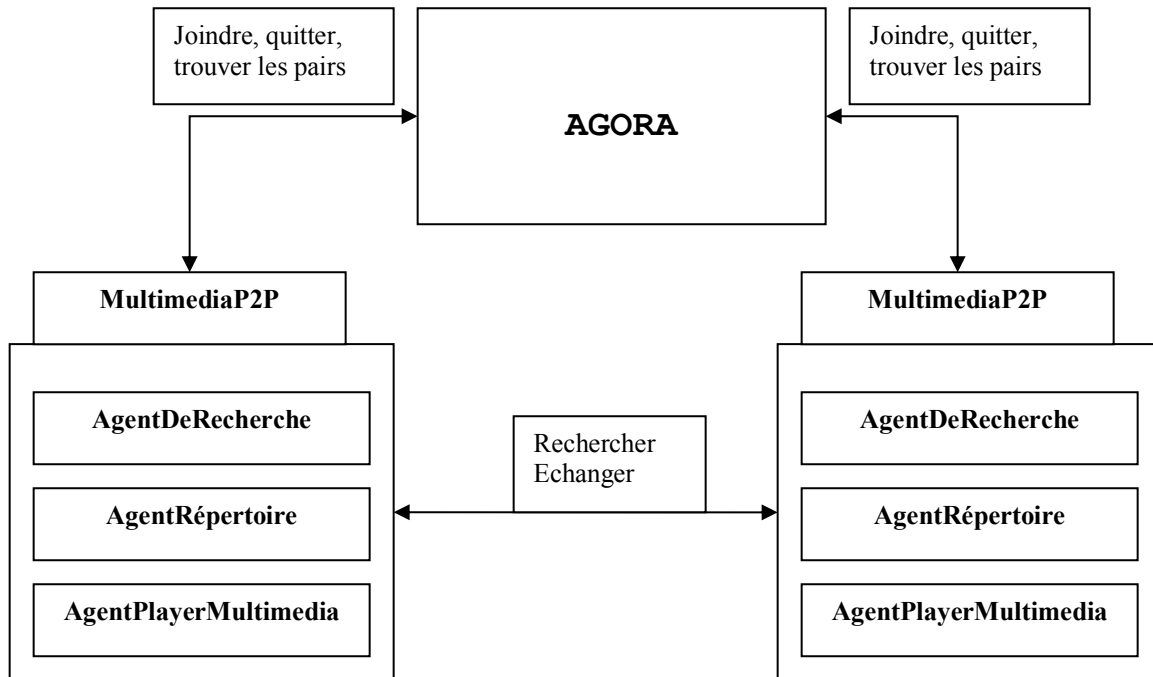 Joindre, quitter,
trouver les pairs
AGORA
Joindre, quitter,
trouver les pairs
MultimediaP2P
MultimediaP2P
AgentDeRecherche
AgentRépertoire
AgentPlayerMultimedia
Rechercher
Echanger
AgentDeRecherche
AgentRépertoire
AgentPlayerMultimedia